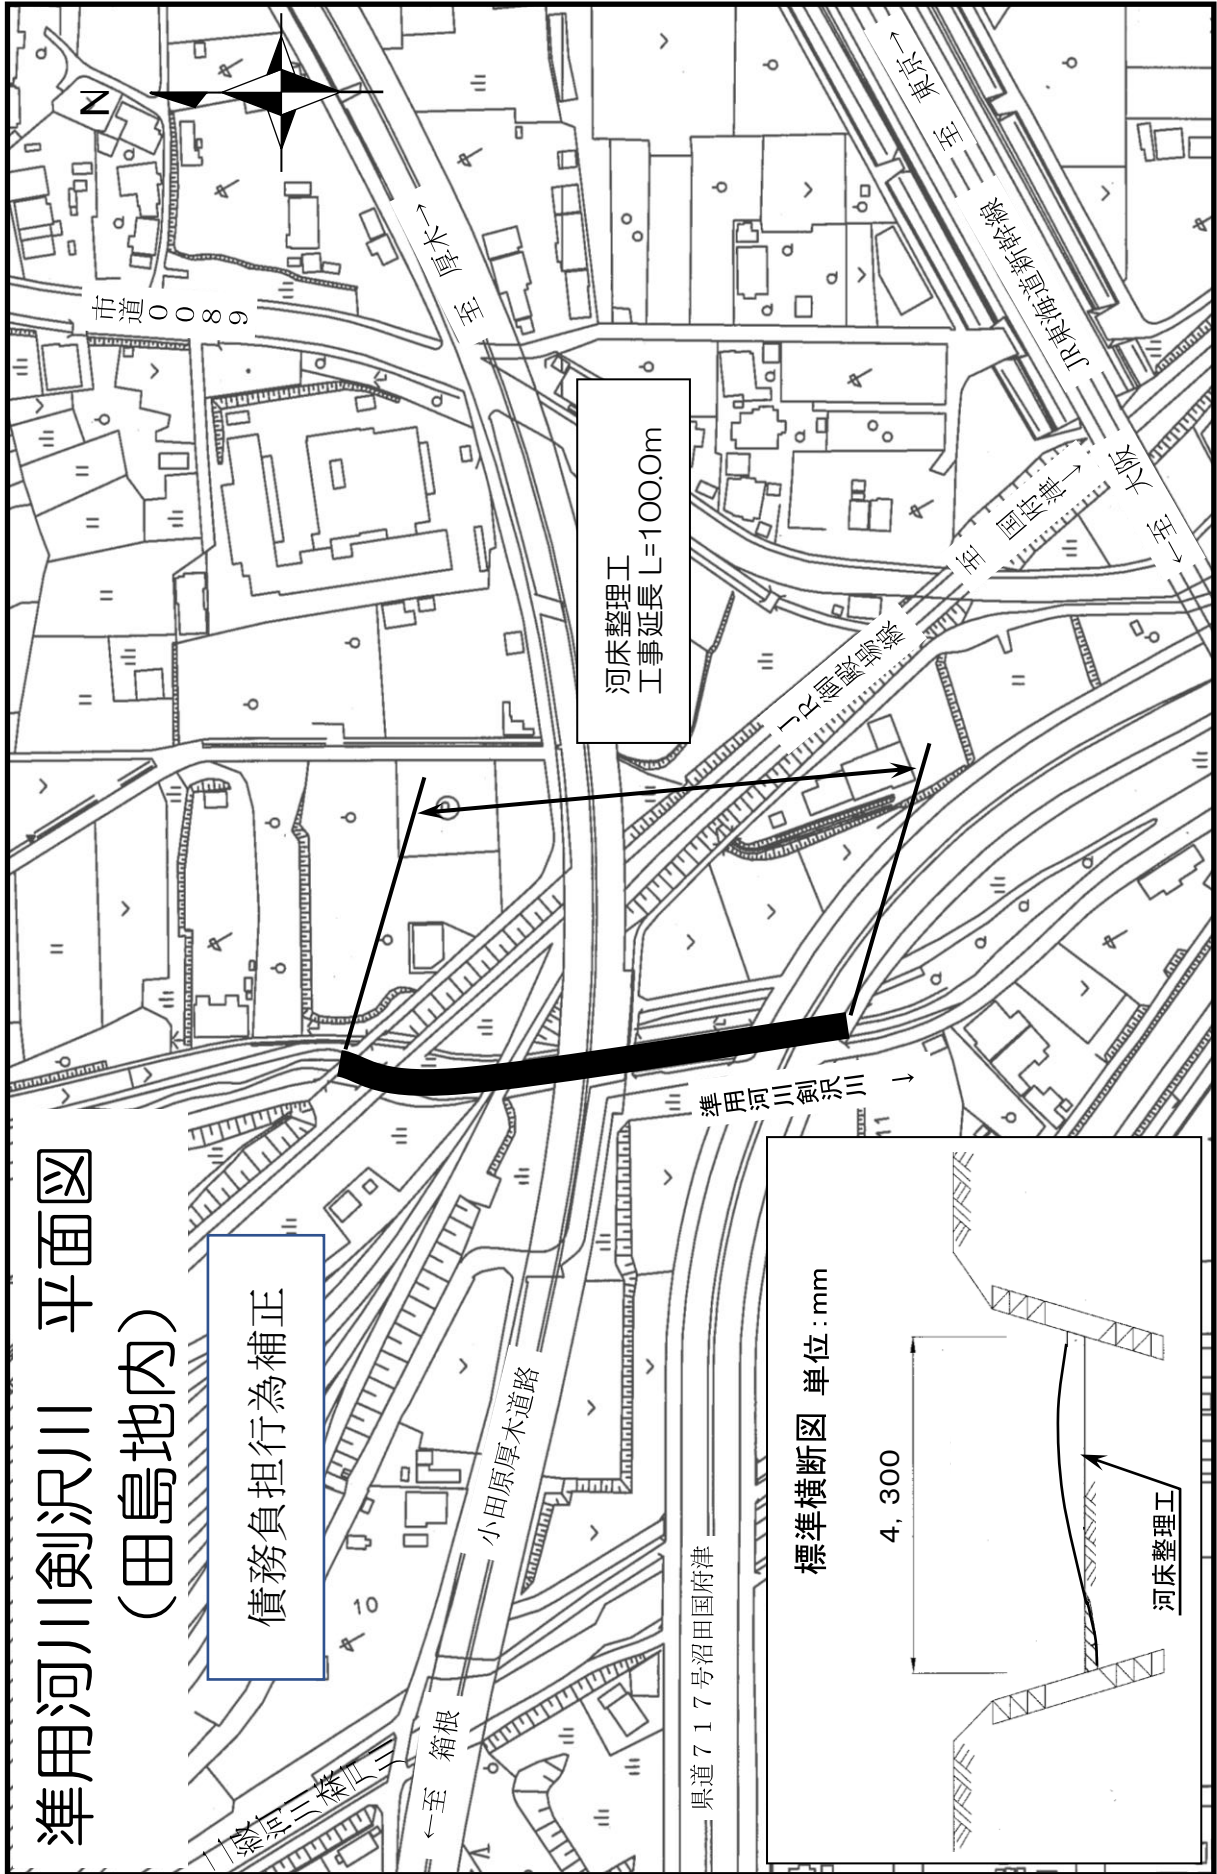 準用河川剣沢川　平面図
（田島地内）
債務負担行為補正
N
市道0089
至 厚木→
至 東京→
JR東海道新幹線
河床整理工
工事延長 L=100.0m
JR御殿場線
至 国府津→
←至 大阪
準用河川剣沢川
→
11
10
小田原厚木道路
←至 箱根
県道717号沼田国府津
二級河川森戸川
標準横断図 単位:mm
4,300
河床整理工